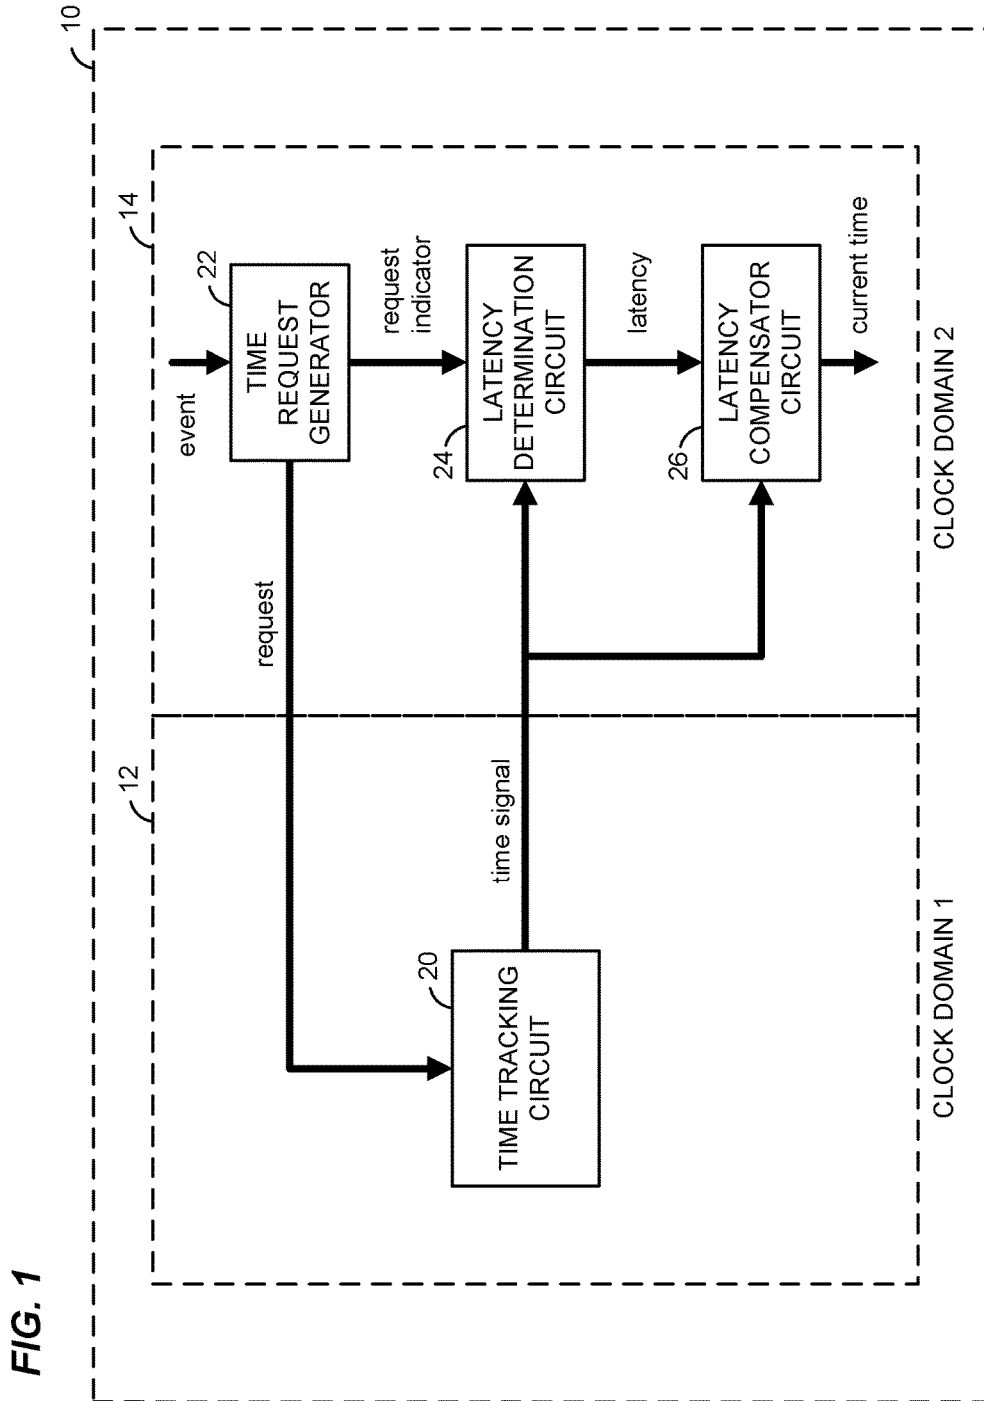 FIG. 1
10
12
14
event
22
TIME
REQUEST
GENERATOR
request
request
indicator
20
TIME TRACKING
CIRCUIT
time signal
24
LATENCY
DETERMINATION
CIRCUIT
latency
26
LATENCY
COMPENSATOR
CIRCUIT
current time
CLOCK DOMAIN 1
CLOCK DOMAIN 2